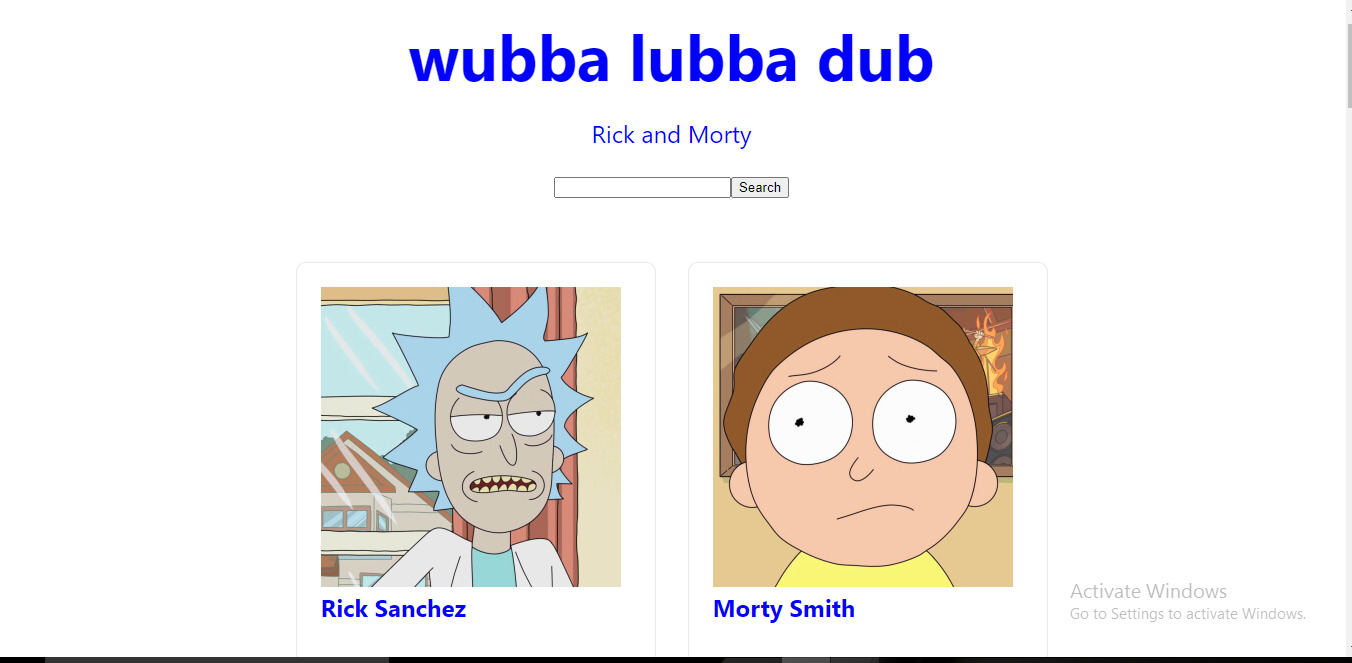 wubba lubba dub
Rick and Morty
Search
Rick Sanchez
Morty Smith
Activate Windows
Go to Settings to activate Windows.